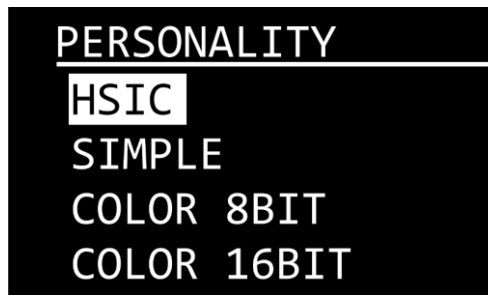 PERSONALITY
HSIC
SIMPLE
COLOR 8BIT
COLOR 16BIT